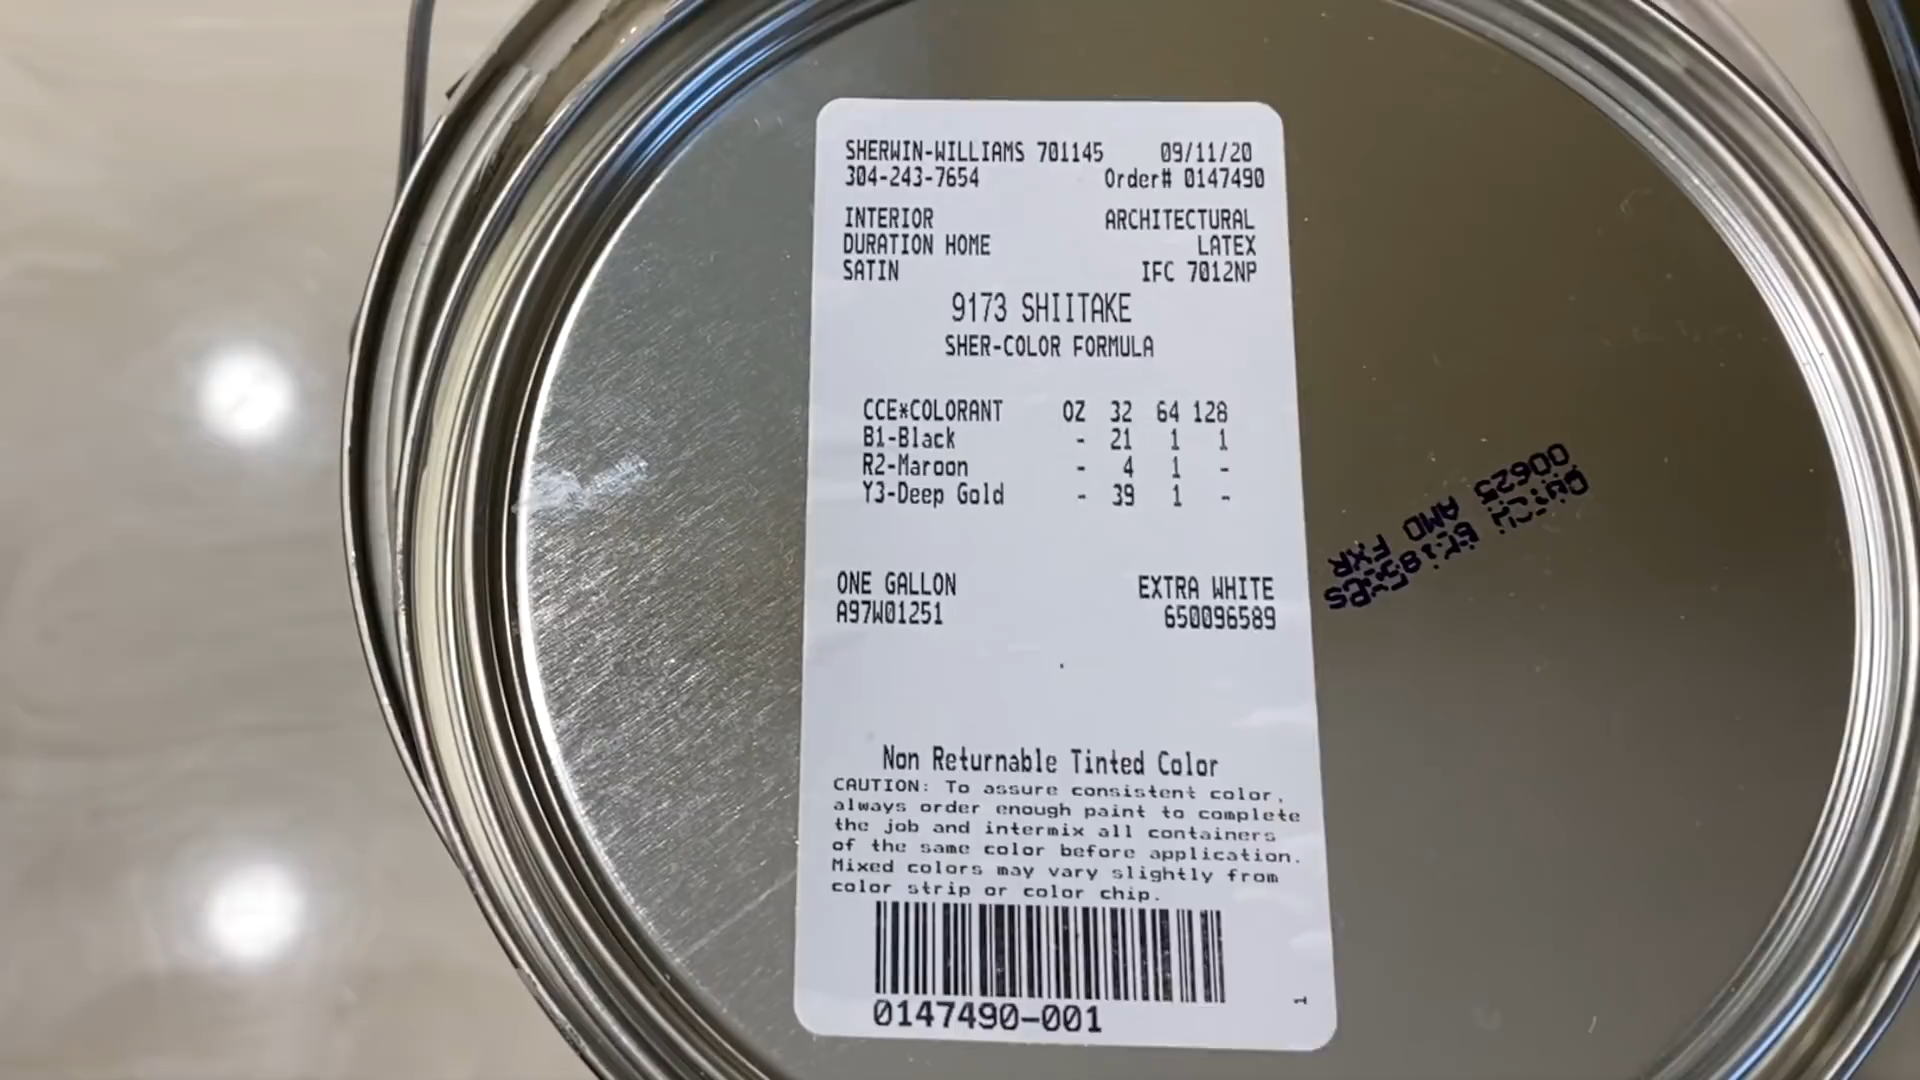 SHERWIN-WILLIAMS 701145 09/11/20
304-243-7654 Order# 0147490
INTERIOR ARCHITECTURAL
DURATION HOME LATEX
SATIN IFC 7012NP
9173 SHIITAKE
SHER-COLOR FORMULA
CCE*COLORANT OZ 32 64 128
B1-Black - 21 1 1
R2-Maroon - 4 1 -
Y3-Deep Gold - 39 1 -
ONE GALLON EXTRA WHITE
A97W01251 650096589
Non Returnable Tinted Color
CAUTION: To assure consistent color,
always order enough paint to complete
the job and intermix all containers
of the same color before application.
Mixed colors may vary slightly from
color strip or color chip.
0147490-001
1
00625 AMO FXR